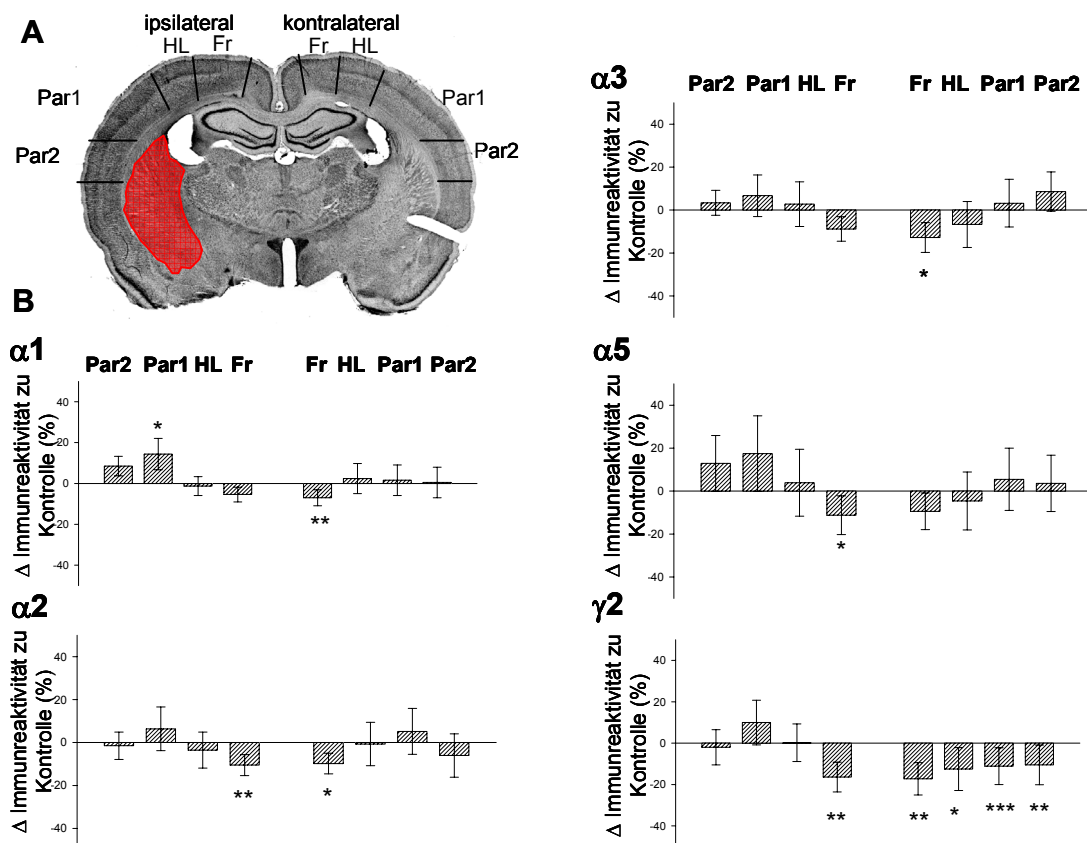 A
ipsilateral kontralateral
HL Fr Fr HL
Par1 Par1
Par2 Par2
B
α1
Par2 Par1 HL Fr Fr HL Par1 Par2
Δ Immunreaktivität zu
Kontrolle (%)
40
20
0
-20
-40
*
**
α2
Δ Immunreaktivität zu
Kontrolle (%)
40
20
0
-20
-40
** *
α3
Par2 Par1 HL Fr Fr HL Par1 Par2
Δ Immunreaktivität zu
Kontrolle (%)
40
20
0
-20
-40
*
α5
Δ Immunreaktivität zu
Kontrolle (%)
40
20
0
-20
-40
*
γ2
Δ Immunreaktivität zu
Kontrolle (%)
40
20
0
-20
-40
** ** * *** **